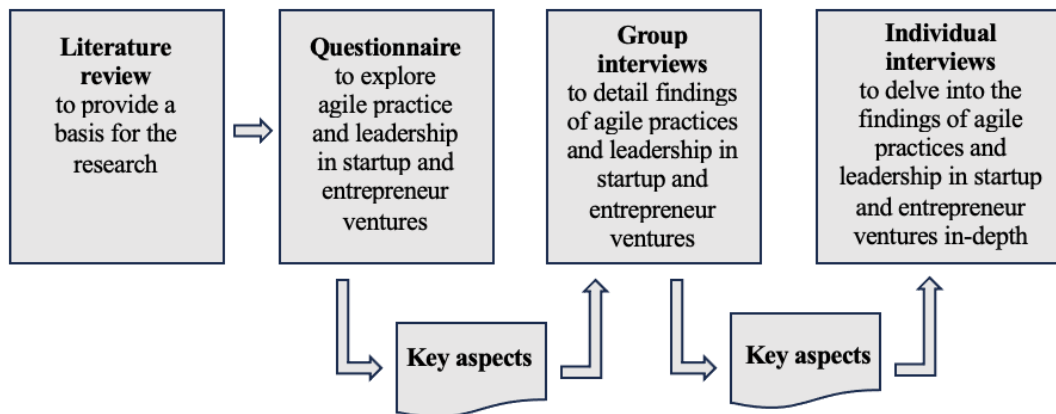 Literature
review
to provide a
basis for the
research
Questionnaire
to explore
agile practice
and leadership
in startup and
entrepreneur
ventures
Group
interviews
to detail findings
of agile practices
and leadership in
startup and
entrepreneur
ventures
Individual
interviews
to delve into the
findings of agile
practices and
leadership in startup
and entrepreneur
ventures in-depth
Key aspects
Key aspects